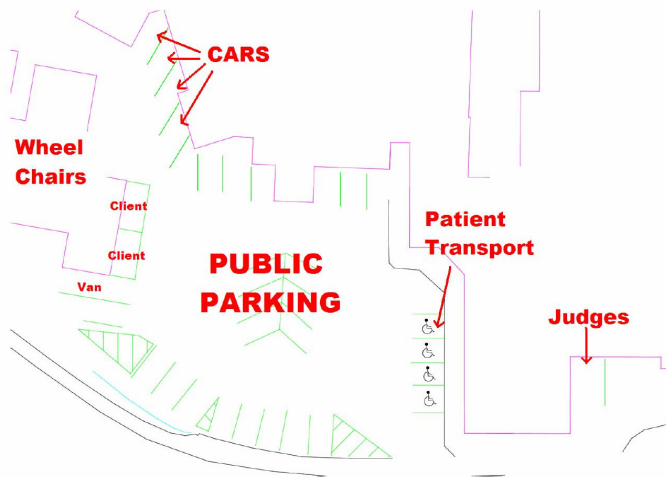 CARS
Wheel
Chairs
Client
Client
Van
PUBLIC
PARKING
Patient
Transport
Judges